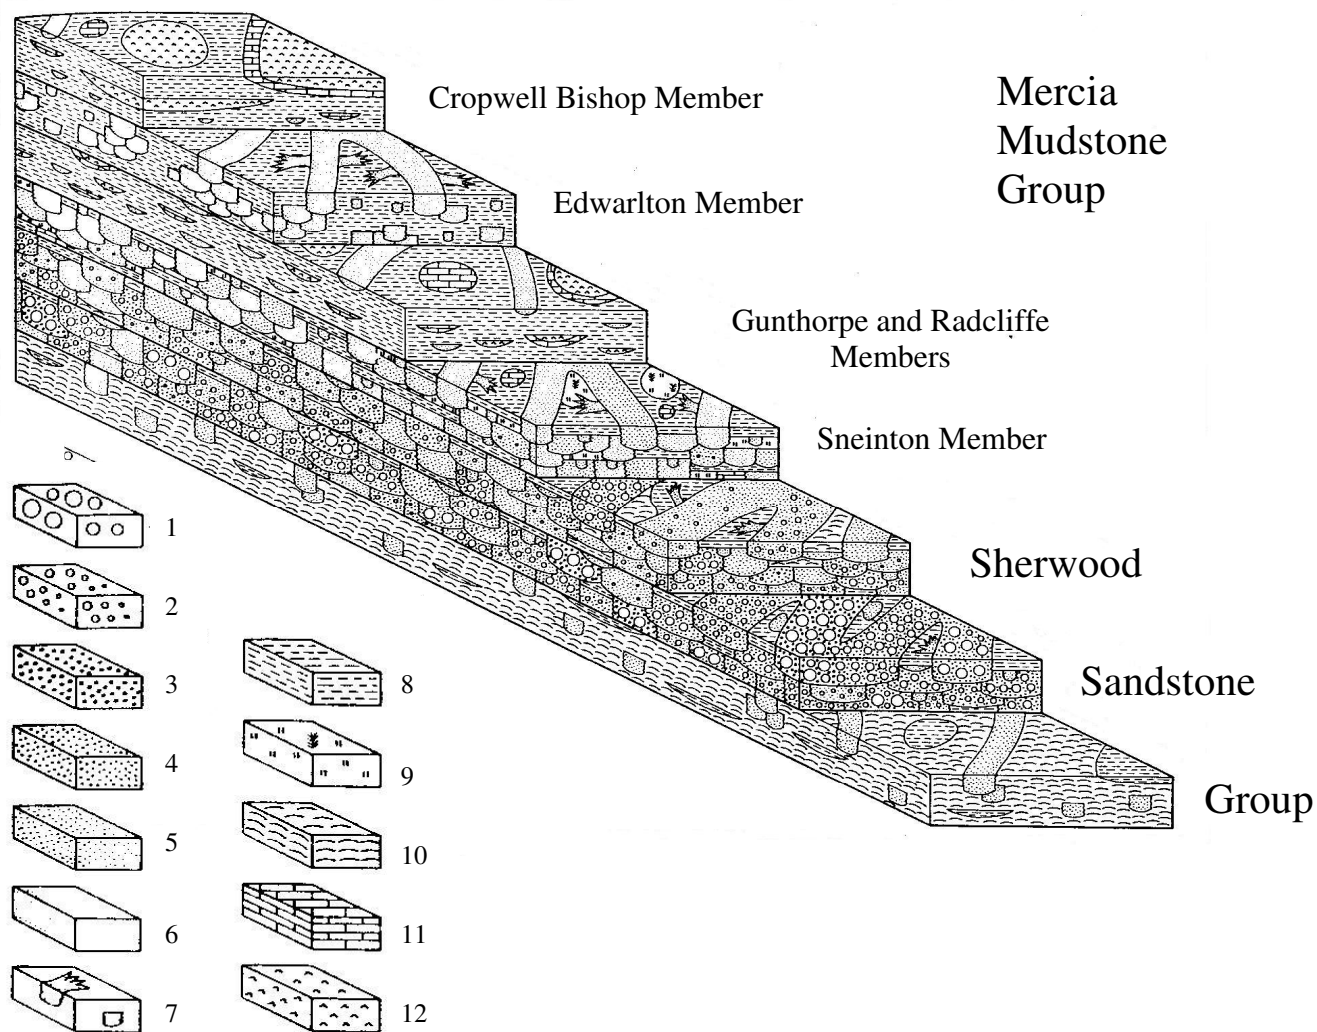 Cropwell Bishop Member
Mercia
Mudstone
Group
Edwarlton Member
Gunthorpe and Radcliffe
Members
Sneinton Member
Sherwood
Sandstone
Group
1
2
3
4
5
6
7
8
9
10
11
12